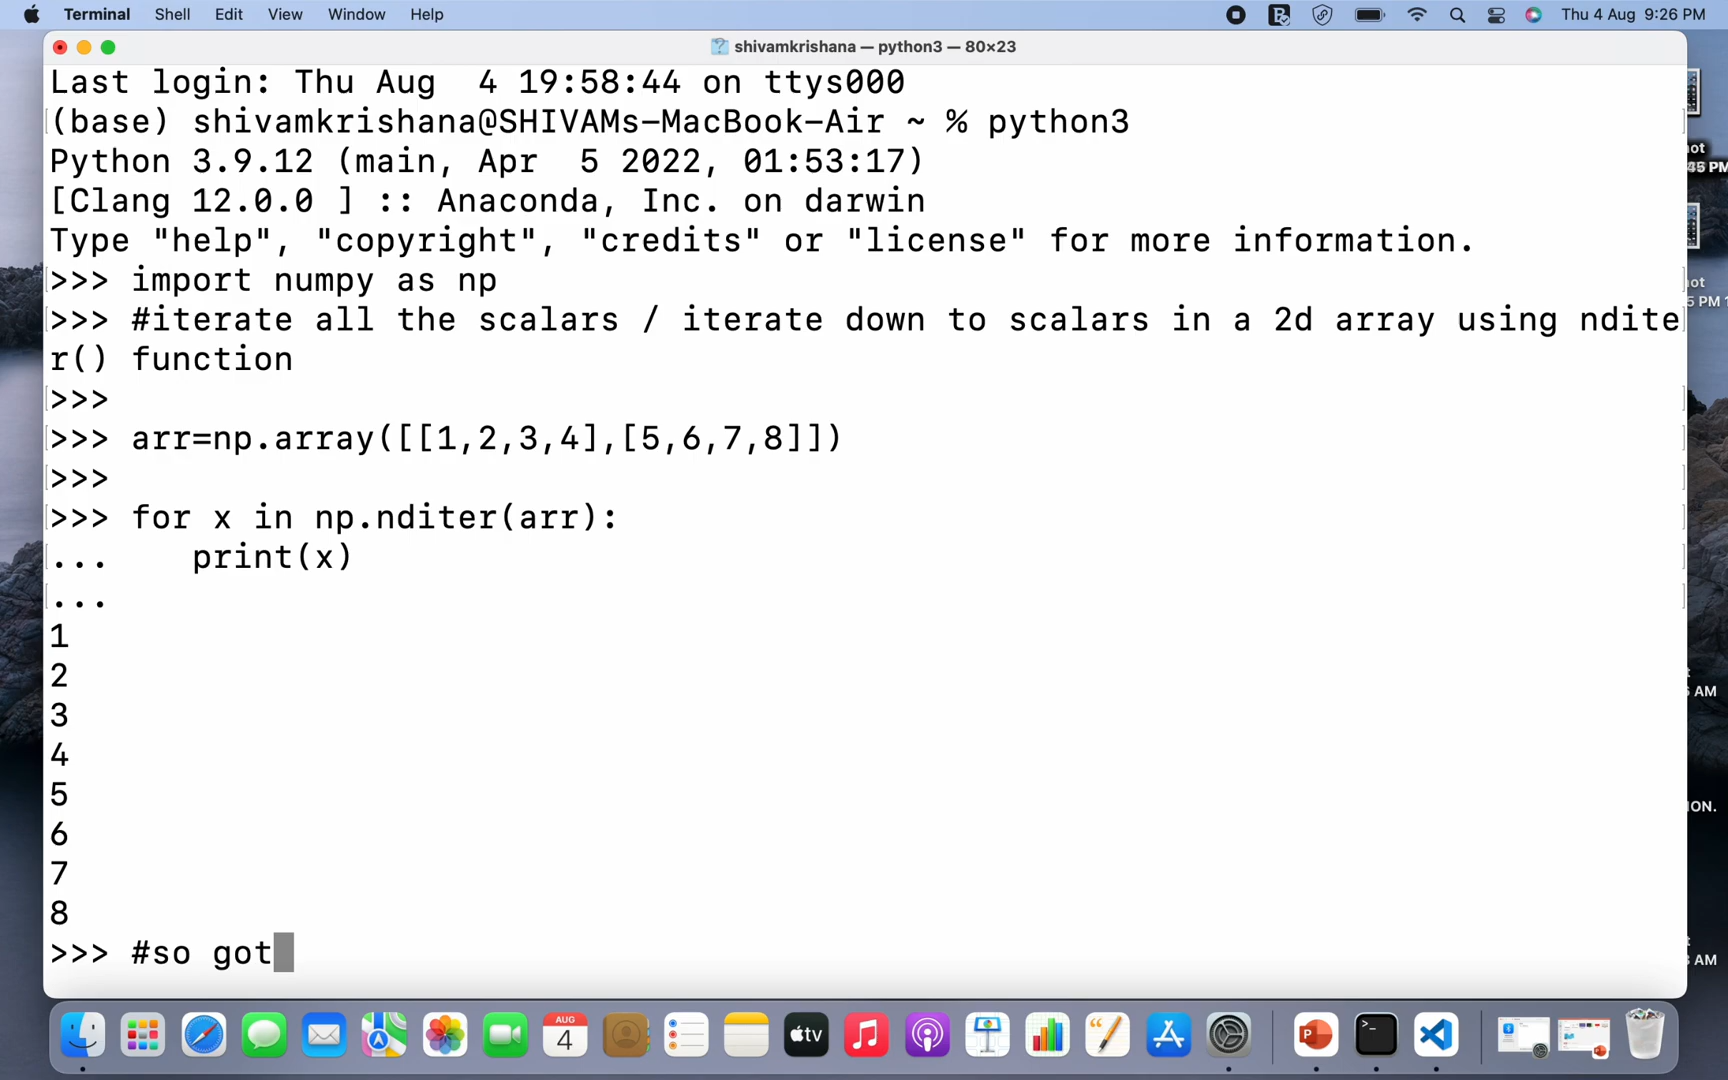 Terminal Shell Edit View Window Help Thu 4 Aug 9:26 PM
shivamkrishana — python3 — 80×23
Last login: Thu Aug  4 19:58:44 on ttys000
(base) shivamkrishana@SHIVAMs-MacBook-Air ~ % python3
Python 3.9.12 (main, Apr  5 2022, 01:53:17)
[Clang 12.0.0 ] :: Anaconda, Inc. on darwin
Type "help", "copyright", "credits" or "license" for more information.
>>> import numpy as np
>>> #iterate all the scalars / iterate down to scalars in a 2d array using ndite
r() function
>>>
>>> arr=np.array([[1,2,3,4],[5,6,7,8]])
>>>
>>> for x in np.nditer(arr):
...    print(x)
...
1
2
3
4
5
6
7
8
>>> #so got
AUG
4
tv